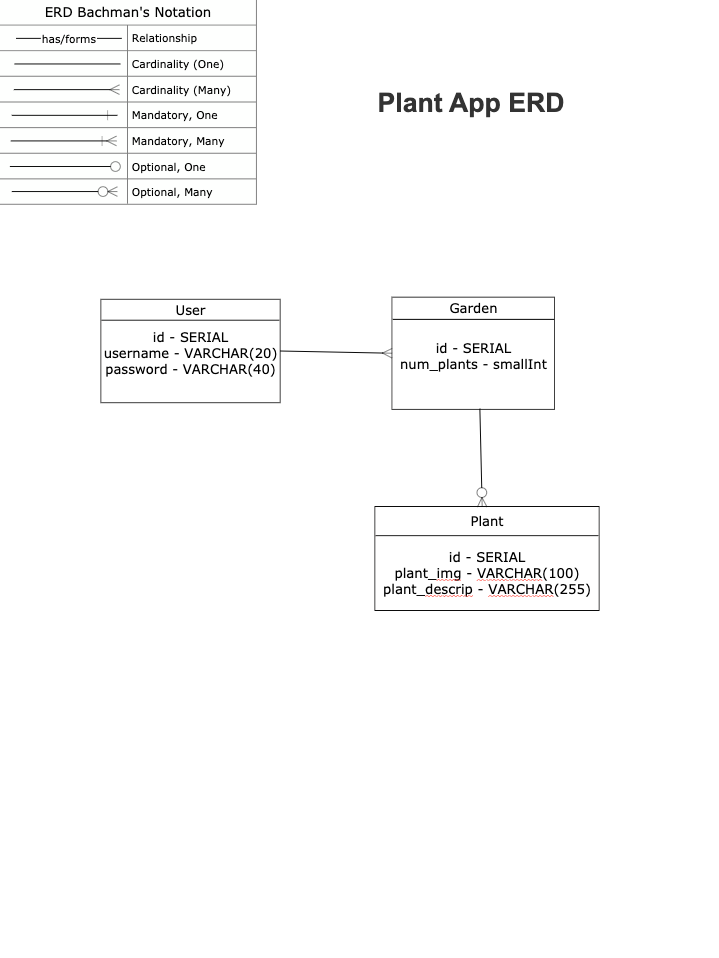 ERD Bachman's Notation
has/forms Relationship
Cardinality (One)
Cardinality (Many)
Mandatory, One
Mandatory, Many
Optional, One
Optional, Many
Plant App ERD
User
id - SERIAL
username - VARCHAR(20)
password - VARCHAR(40)
Garden
id - SERIAL
num_plants - smallInt
Plant
id - SERIAL
plant_img - VARCHAR(100)
plant_descrip - VARCHAR(255)